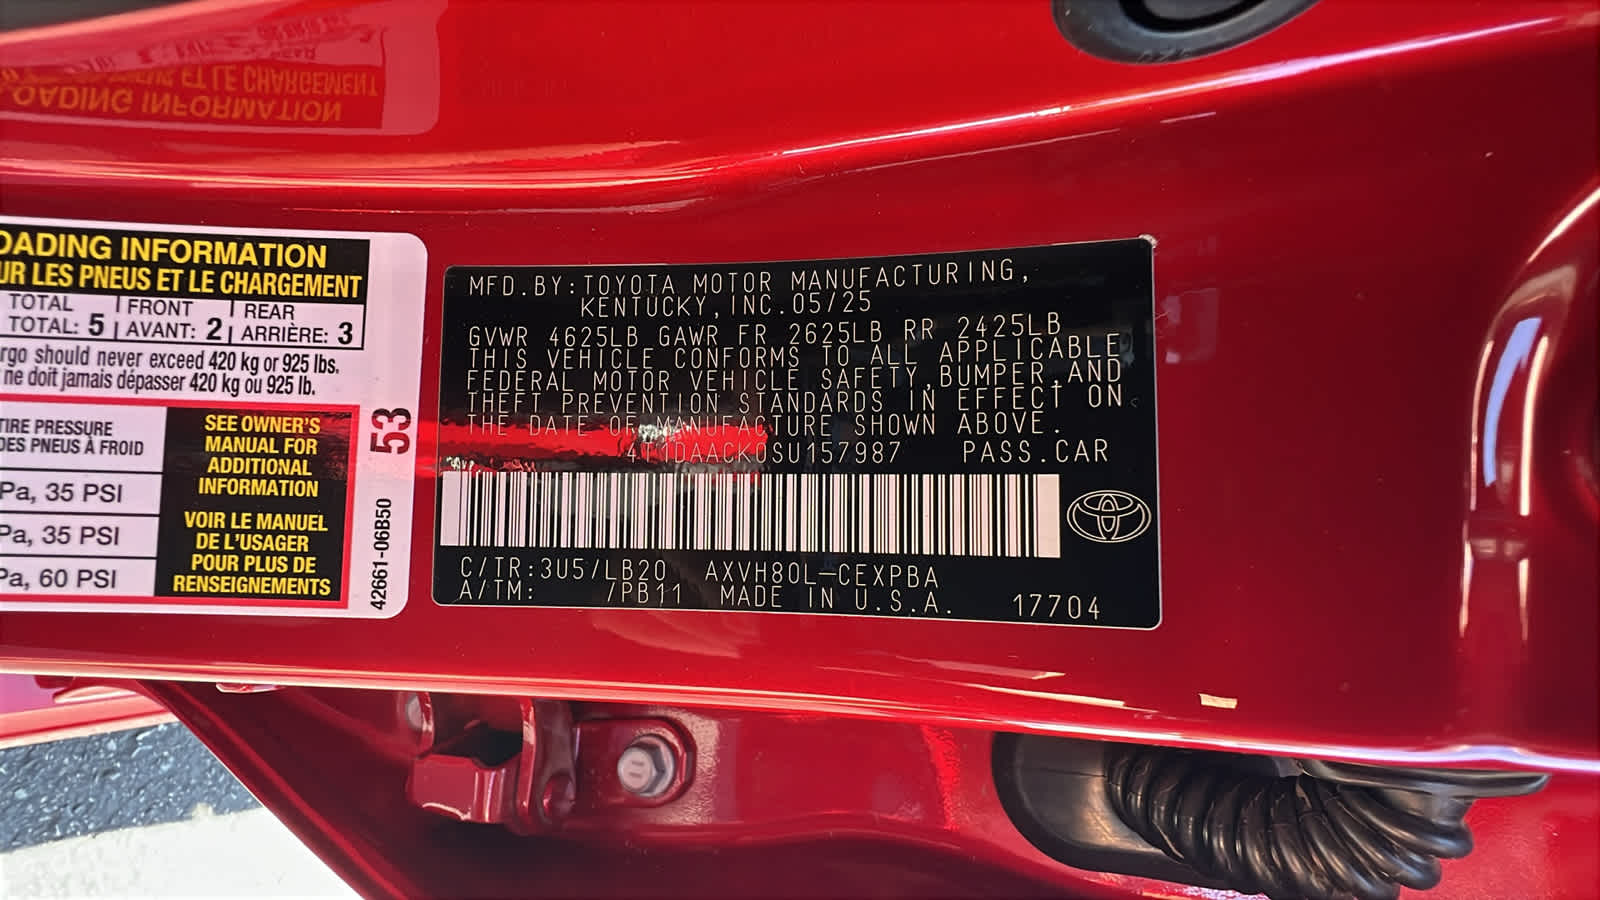 OADING INFORMATION
UR LES PNEUS ET LE CHARGEMENT
TOTAL FRONT REAR
TOTAL: 5 AVANT: 2 ARRIÈRE: 3
rgo should never exceed 420 kg or 925 lbs.
ne doit jamais dépasser 420 kg ou 925 lb.
TIRE PRESSURE
DES PNEUS À FROID
Pa, 35 PSI
Pa, 35 PSI
Pa, 60 PSI
SEE OWNER'S
MANUAL FOR
ADDITIONAL
INFORMATION
VOIR LE MANUEL
DE L'USAGER
POUR PLUS DE
RENSEIGNEMENTS
53
42661-06B50
MFD.BY:TOYOTA MOTOR MANUFACTURING,
KENTUCKY,INC.05/25
GVWR 4625LB GAWR FR 2625LB RR 2425LB
THIS VEHICLE CONFORMS TO ALL APPLICABLE
FEDERAL MOTOR VEHICLE SAFETY,BUMPER,AND
THEFT PREVENTION STANDARDS IN EFFECT ON
THE DATE OF MANUFACTURE SHOWN ABOVE.
4T1DAACK0SU157987 PASS.CAR
C/TR:3U5/LB20 AXVH80L-CEXPBA
A/TM: /PB11 MADE IN U.S.A. 17704